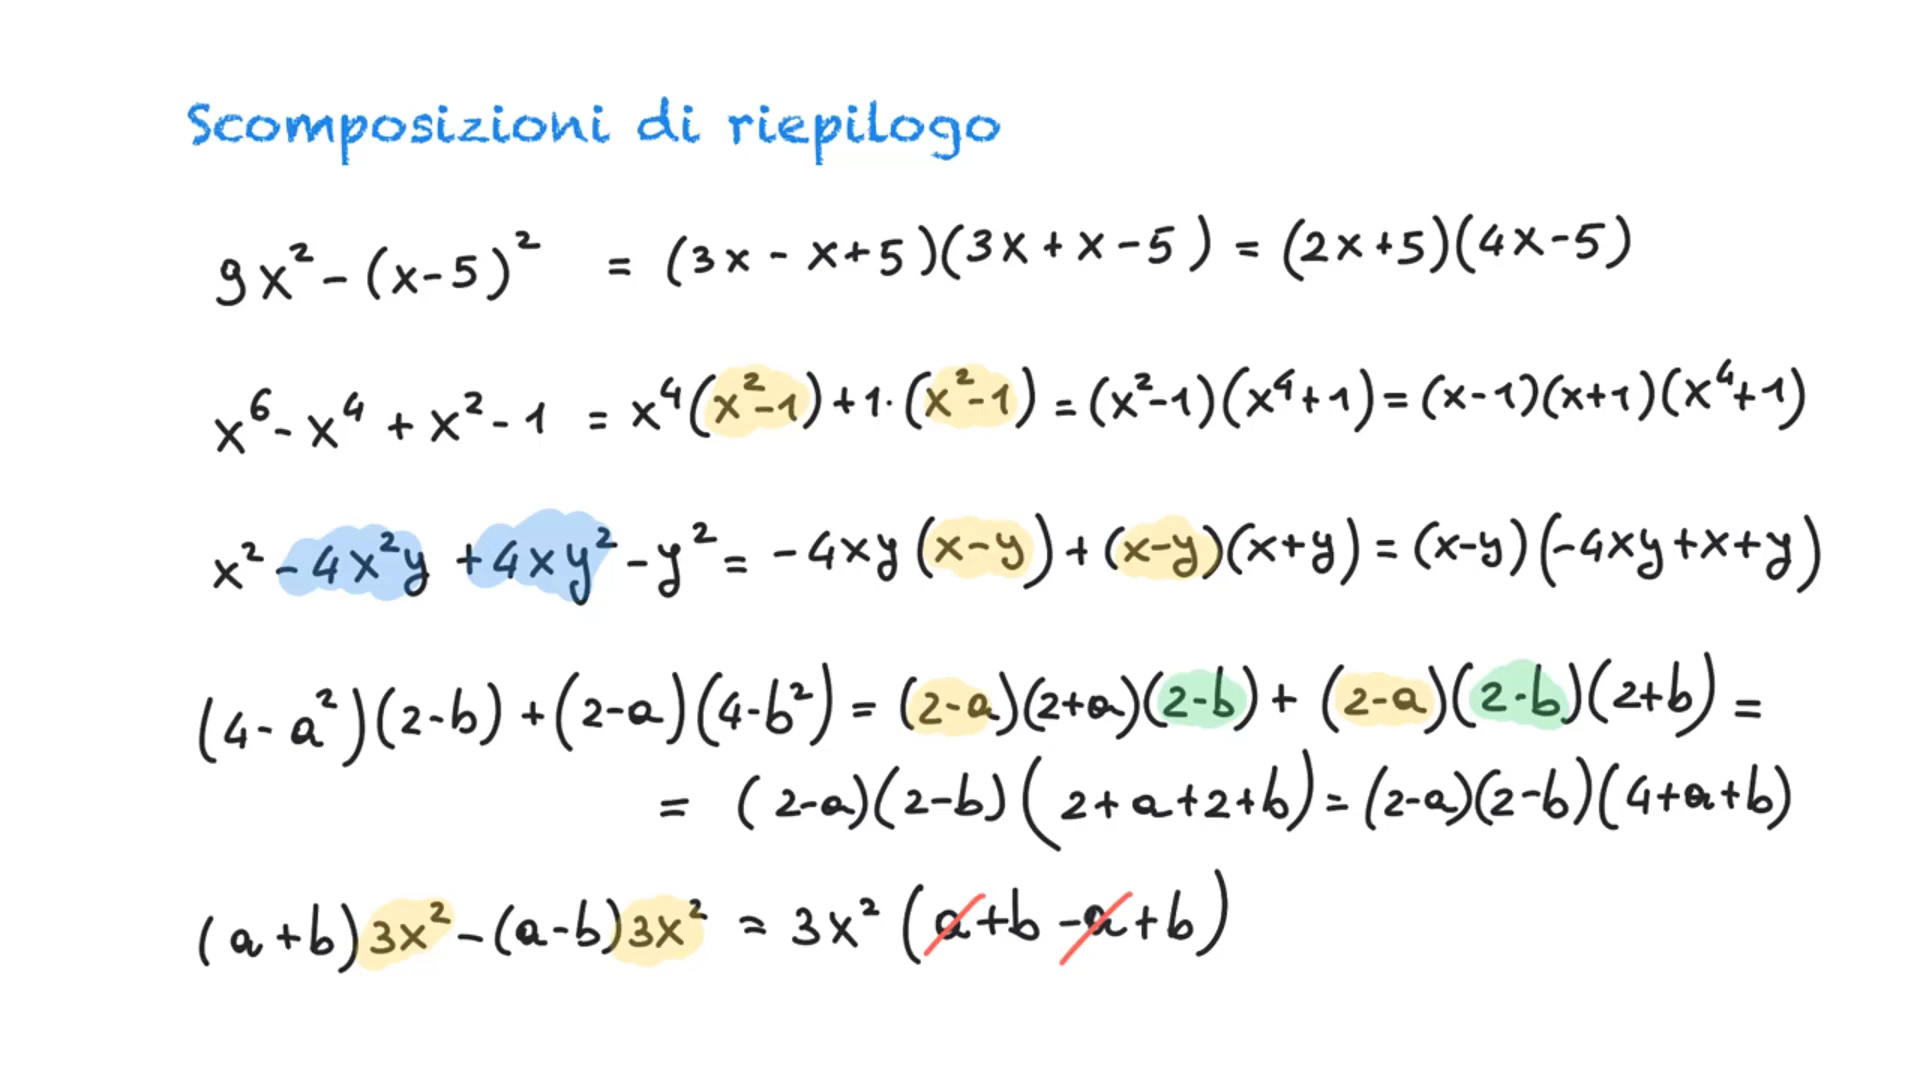 Scomposizioni di riepilogo
9x² - (x-5)² = (3x - x+5)(3x + x - 5) = (2x+5)(4x-5)
x⁶ - x⁴ + x² - 1 = x⁴(x²-1) + 1·(x²-1) = (x²-1)(x⁴+1) = (x-1)(x+1)(x⁴+1)
x² - 4x²y + 4xy² - y² = -4xy(x-y) + (x-y)(x+y) = (x-y)(-4xy+x+y)
(4-a²)(2-b) + (2-a)(4-b²) = (2-a)(2+a)(2-b) + (2-a)(2-b)(2+b) =
= (2-a)(2-b)(2+a+2+b) = (2-a)(2-b)(4+a+b)
(a+b)3x² - (a-b)3x² = 3x²(a+b-a+b)